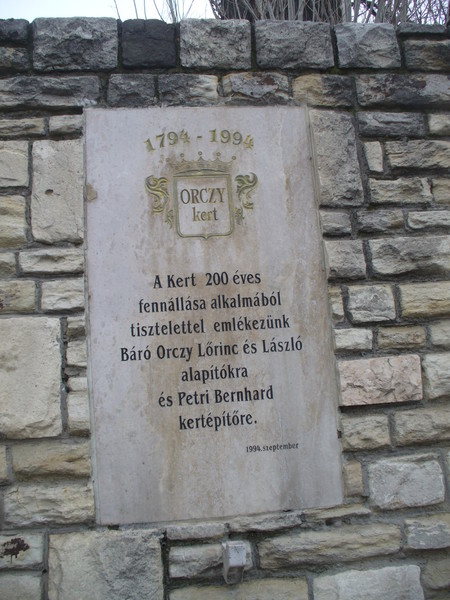 1794 - 1994
ORCZY
kert
A Kert 200 éves
fennállása alkalmából
tisztelettel emlékezünk
Báró Orczy Lőrinc és László
alapítókra
és Petri Bernhard
kertépítőre.
1994. szeptember